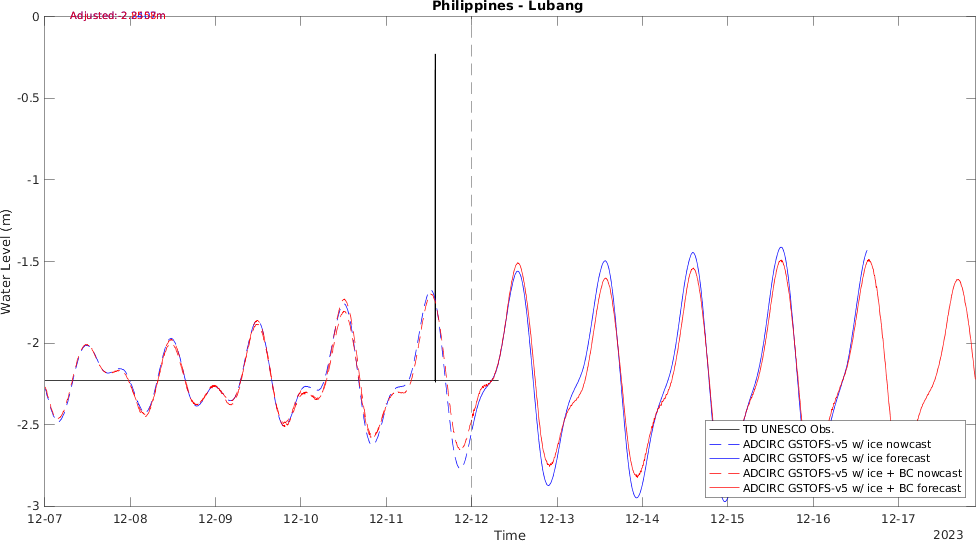 Philippines - Lubang
Adjusted:
0
-0.5
-1
-1.5
-2
-2.5
-3
Water Level (m)
12-07 12-08 12-09 12-10 12-11 12-12 12-13 12-14 12-15 12-16 12-17
Time
2023
TD UNESCO Obs.
ADCIRC GSTOFS-v5 w/ ice nowcast
ADCIRC GSTOFS-v5 w/ ice forecast
ADCIRC GSTOFS-v5 w/ ice + BC nowcast
ADCIRC GSTOFS-v5 w/ ice + BC forecast